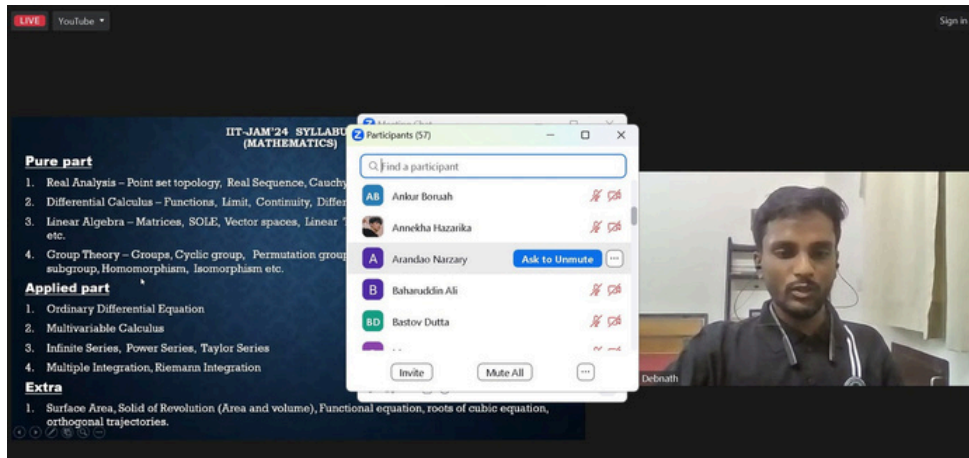 LIVE YouTube
Sign in
IIT-JAM'24 SYLLABU
(MATHEMATICS)
Pure part
1. Real Analysis – Point set topology, Real Sequence, Cauchy
2. Differential Calculus – Functions, Limit, Continuity, Differ
3. Linear Algebra – Matrices, SOLE, Vector spaces, Linear
etc.
4. Group Theory – Groups, Cyclic group, Permutation group
subgroup, Homomorphism, Isomorphism etc.
Applied part
1. Ordinary Differential Equation
2. Multivariable Calculus
3. Infinite Series, Power Series, Taylor Series
4. Multiple Integration, Riemann Integration
Extra
1. Surface Area, Solid of Revolution (Area and volume), Functional equation, roots of cubic equation,
orthogonal trajectories.
Participants (57)
Find a participant
AB Ankur Boruah
Annekha Hazarika
A Arandao Narzary
Ask to Unmute
B Baharuddin Ali
BD Bastov Dutta
Invite
Mute All
Debnath